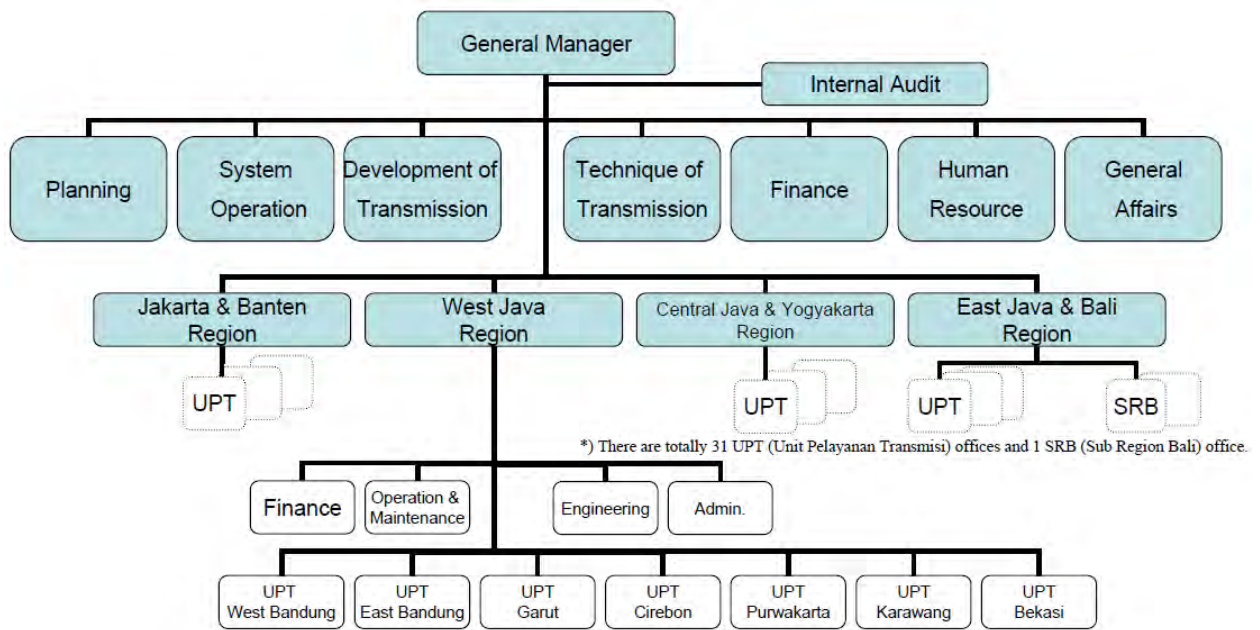 General Manager
Internal Audit
Planning
System
Operation
Development of
Transmission
Technique of
Transmission
Finance
Human
Resource
General
Affairs
Jakarta & Banten
Region
West Java
Region
Central Java & Yogyakarta
Region
East Java & Bali
Region
UPT
UPT
UPT
SRB
*) There are totally 31 UPT (Unit Pelayanan Transmisi) offices and 1 SRB (Sub Region Bali) office.
Finance
Operation &
Maintenance
Engineering
Admin.
UPT
West Bandung
UPT
East Bandung
UPT
Garut
UPT
Cirebon
UPT
Purwakarta
UPT
Karawang
UPT
Bekasi